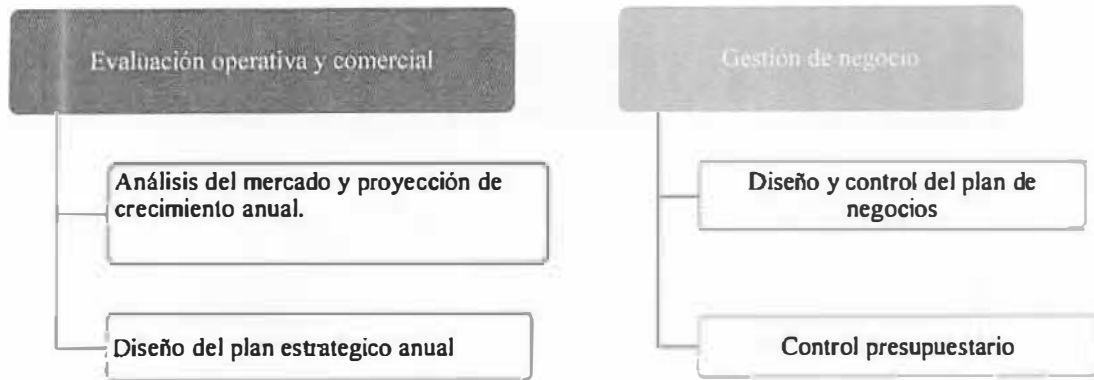 Evaluación operativa y comercial
Análisis del mercado y proyección de
crecimiento anual.
Diseño del plan estrategico anual
Gestión de negocio
Diseño y control del plan de
negocios
Control presupuestario